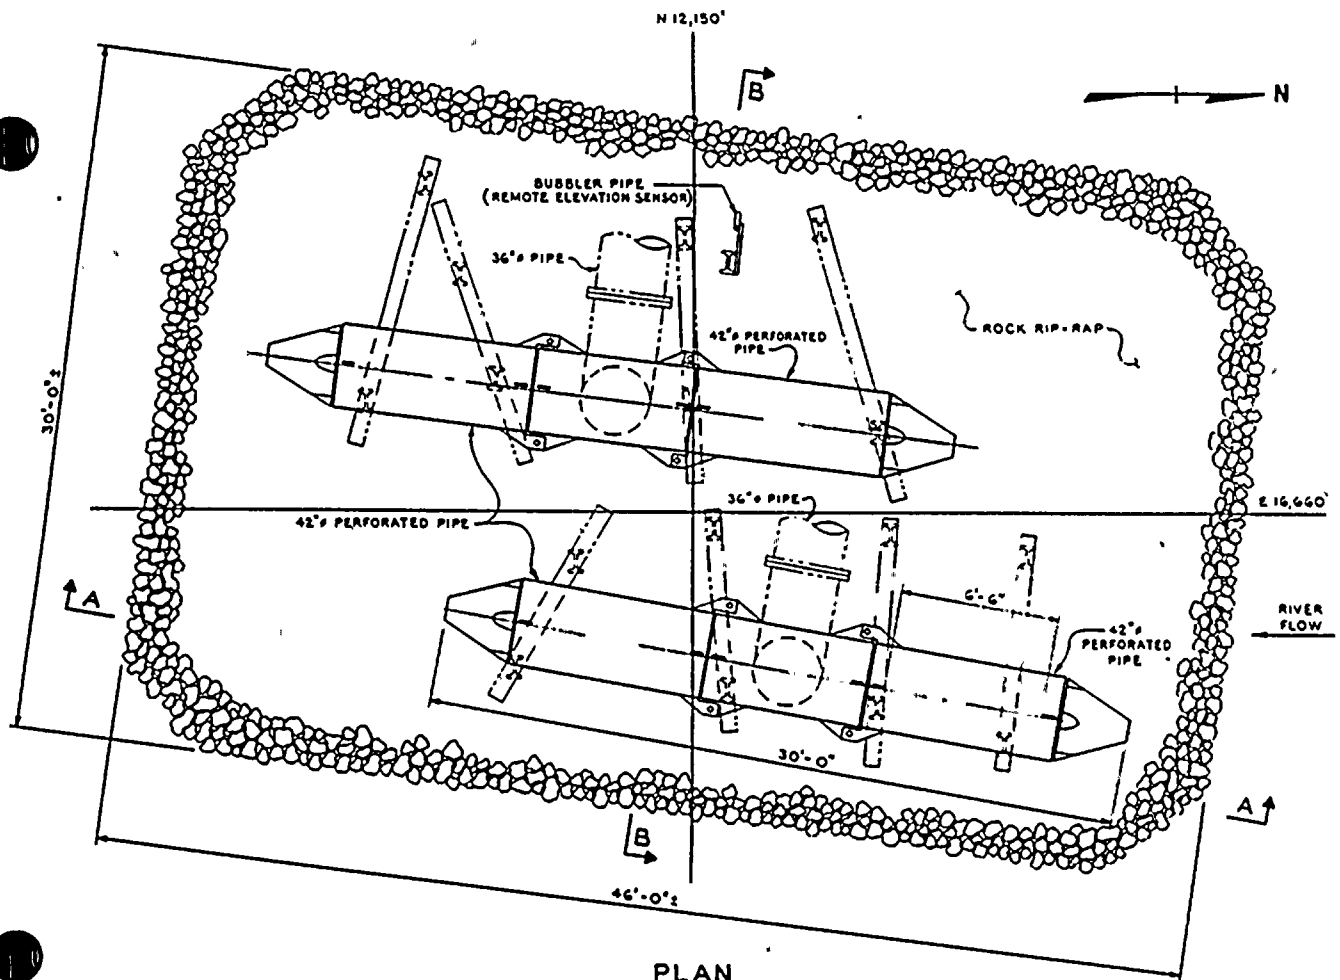 N 12,150'
B
N
BUBBLER PIPE
(REMOTE ELEVATION SENSOR)
36"ø PIPE
42"ø PERFORATED
PIPE
ROCK RIP-RAP
30'-0"±
36"ø PIPE
E 16,660'
42"ø PERFORATED PIPE
A
6'-6"
RIVER
FLOW
42"ø
PERFORATED
PIPE
30'-0"
A
B
46'-0"±
PLAN